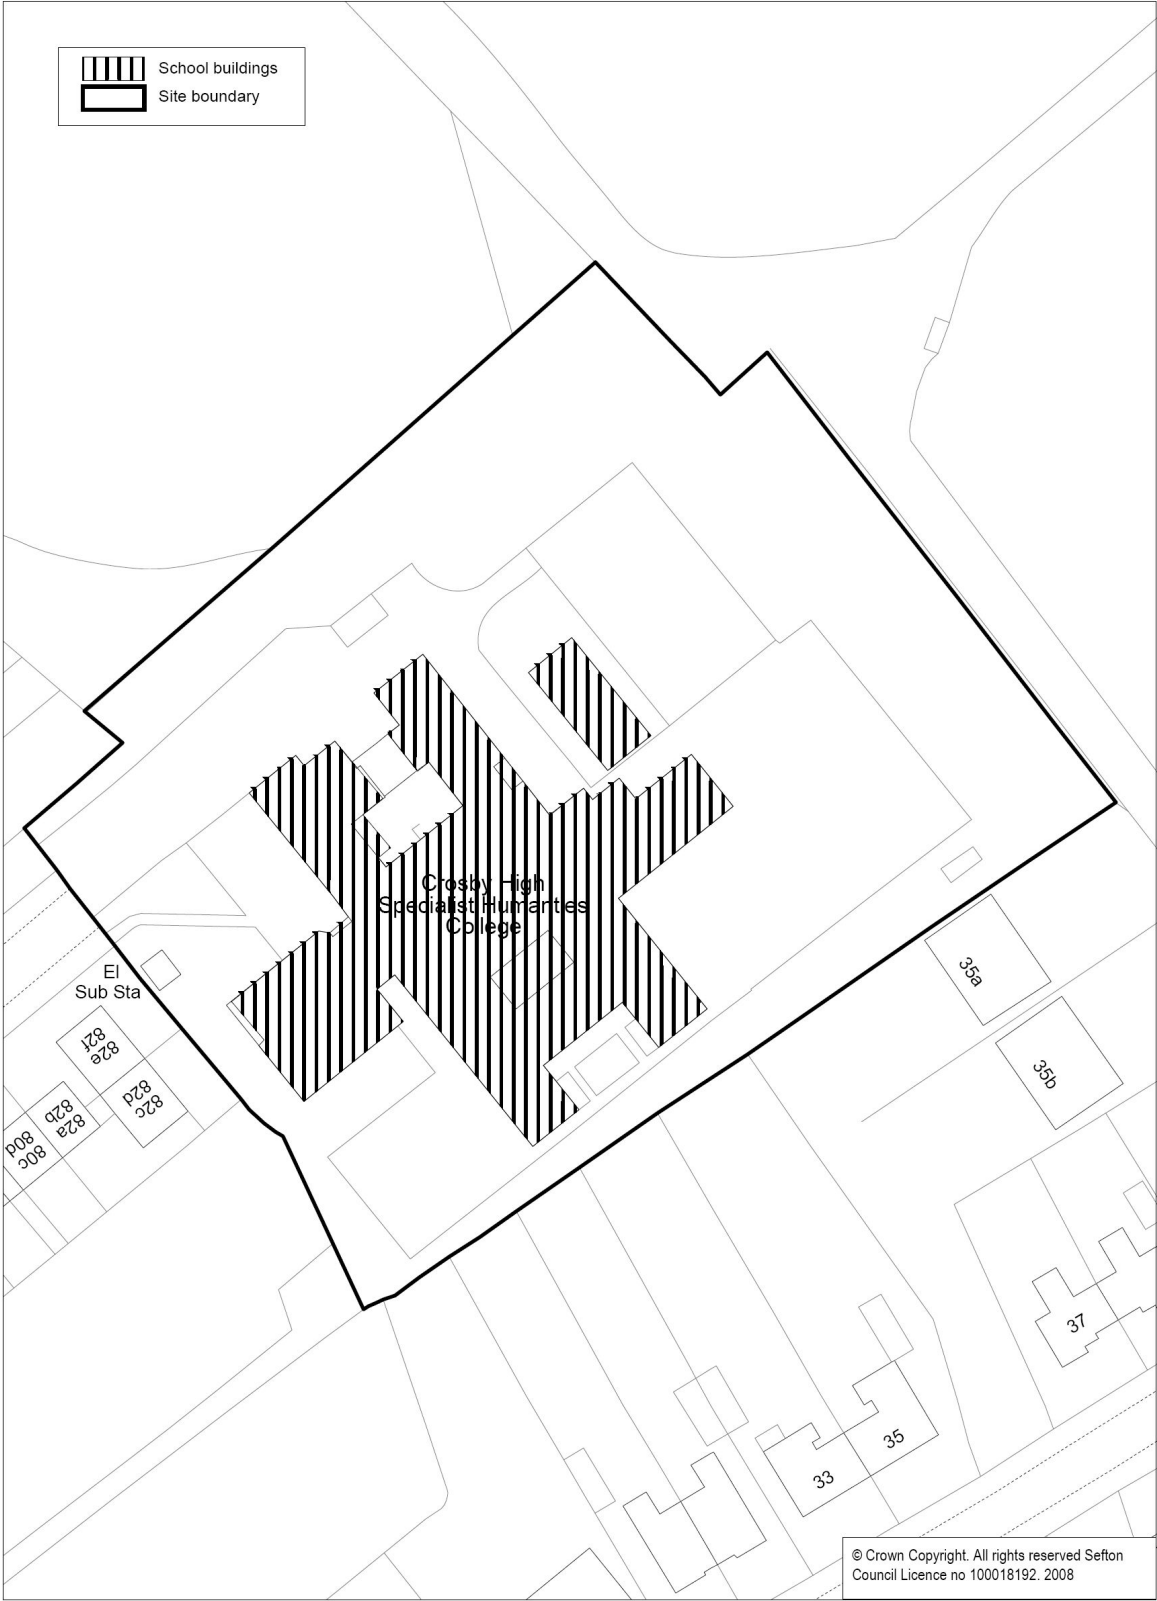 School buildings
Site boundary
Crosby High
Specialist Humanties
College
El
Sub Sta
82f
82e
82d
82c
82b
82a
80d
80c
35a
35b
37
35
33
© Crown Copyright. All rights reserved Sefton
Council Licence no 100018192. 2008